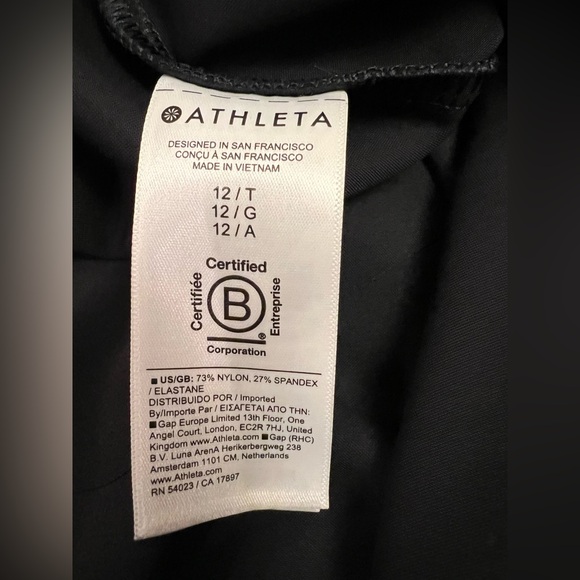 ATHLETA
DESIGNED IN SAN FRANCISCO
CONÇU À SAN FRANCISCO
MADE IN VIETNAM
12 / T
12 / G
12 / A
Certified
Certifiée
B
Entreprise
®
Corporation
■ US/GB: 73% NYLON, 27% SPANDEX
/ ELASTANE
DISTRIBUIDO POR / Imported
By/Importe Par / ΕΙΣΑΓΕΤΑΙ ΑΠΟ ΤΗΝ:
■ Gap Europe Limited 13th Floor, One
Angel Court, London, EC2R 7HJ, United
Kingdom www.Athleta.com ■ Gap (RHC)
B.V. Luna ArenA Herikerbergweg 238
Amsterdam 1101 CM, Netherlands
www.Athleta.com
RN 54023 / CA 17897